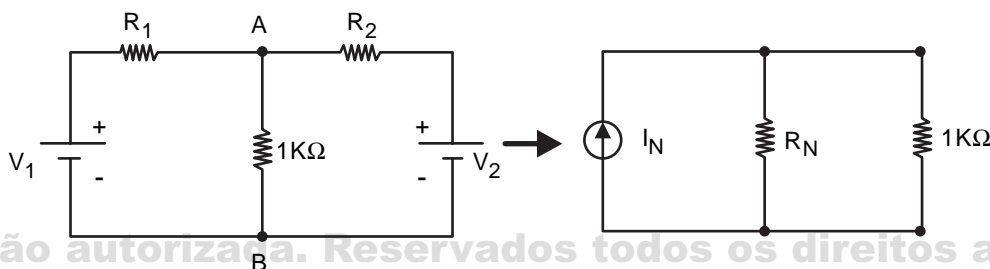 R1 A R2
V1 + - 1KΩ + - V2 IN RN 1KΩ
ão autorizada. Reservados todos os direitos a
B